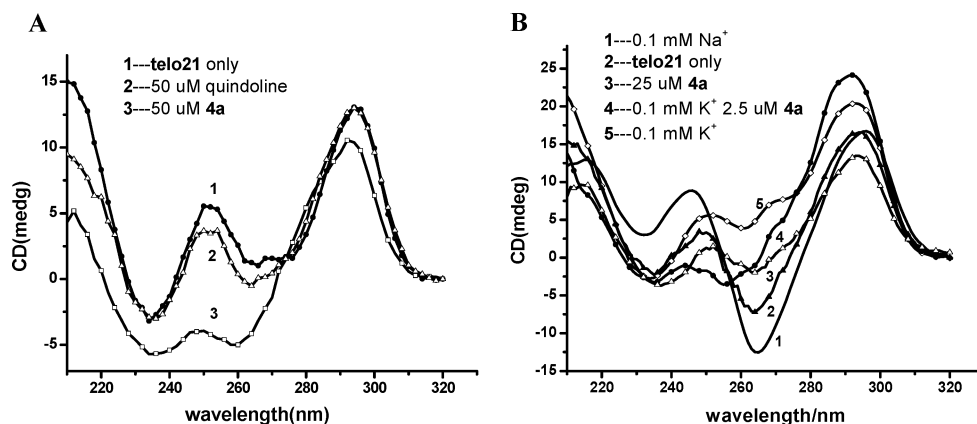 A
1---telo21 only
2---50 uM quindoline
3---50 uM 4a
CD(medg)
15
10
5
0
-5
1
2
3
220 240 260 280 300 320
wavelength(nm)
B
1---0.1 mM Na⁺
2---telo21 only
3---25 uM 4a
4---0.1 mM K⁺ 2.5 uM 4a
5---0.1 mM K⁺
CD(mdeg)
25
20
15
10
5
0
-5
-10
-15
5
4
3
2
1
220 240 260 280 300 320
wavelength/nm